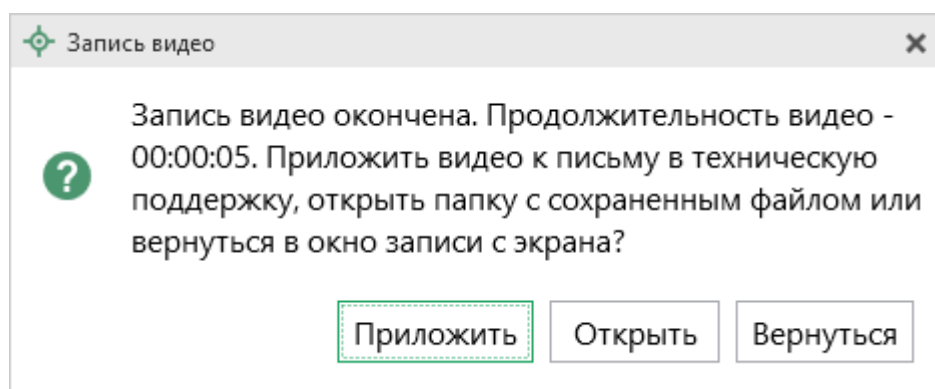 Запись видео
Запись видео окончена. Продолжительность видео -
00:00:05. Приложить видео к письму в техническую
поддержку, открыть папку с сохраненным файлом или
вернуться в окно записи с экрана?
Приложить Открыть Вернуться